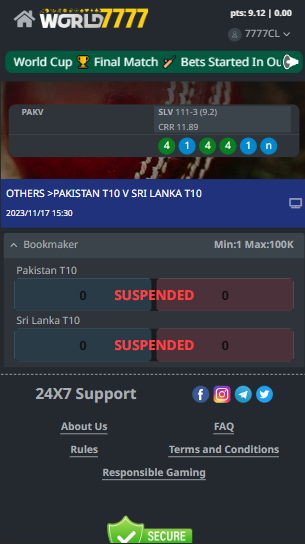 WORLD7777
pts: 9.12 | 0.00
7777CL
World Cup 🏆 Final Match 🏏 Bets Started In Ou
PAKV
SLV 111-3 (9.2)
CRR 11.89
4 1 4 4 1 n
OTHERS >PAKISTAN T10 V SRI LANKA T10
2023/11/17 15:30
Bookmaker
Min:1 Max:100K
Pakistan T10
0 SUSPENDED 0
Sri Lanka T10
0 SUSPENDED 0
24X7 Support
About Us
FAQ
Rules
Terms and Conditions
Responsible Gaming
SECURE